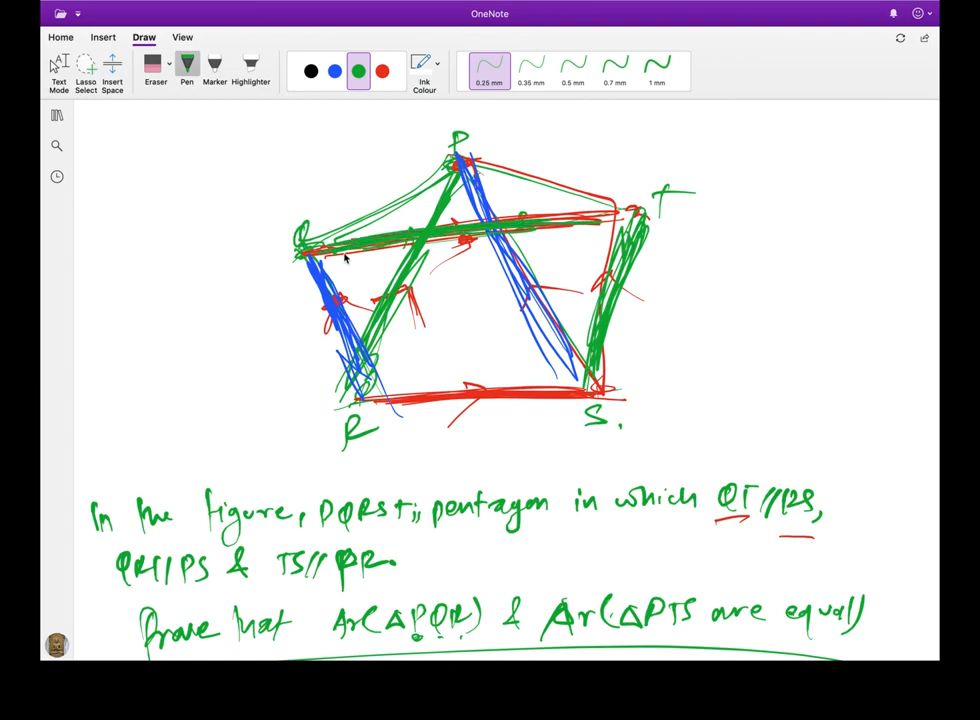 OneNote
Home Insert Draw View
Text Mode
Lasso Select
Insert Space
Eraser
Pen
Marker
Highlighter
Ink Colour
0.25 mm
0.35 mm
0.5 mm
0.7 mm
1 mm
P
T
Q
R
S.
In the figure, PQRST is pentagon in which QT//RS,
QR//PS & TS//PR.
Prove that Ar(△PQR) & Ar(△PTS are equal)